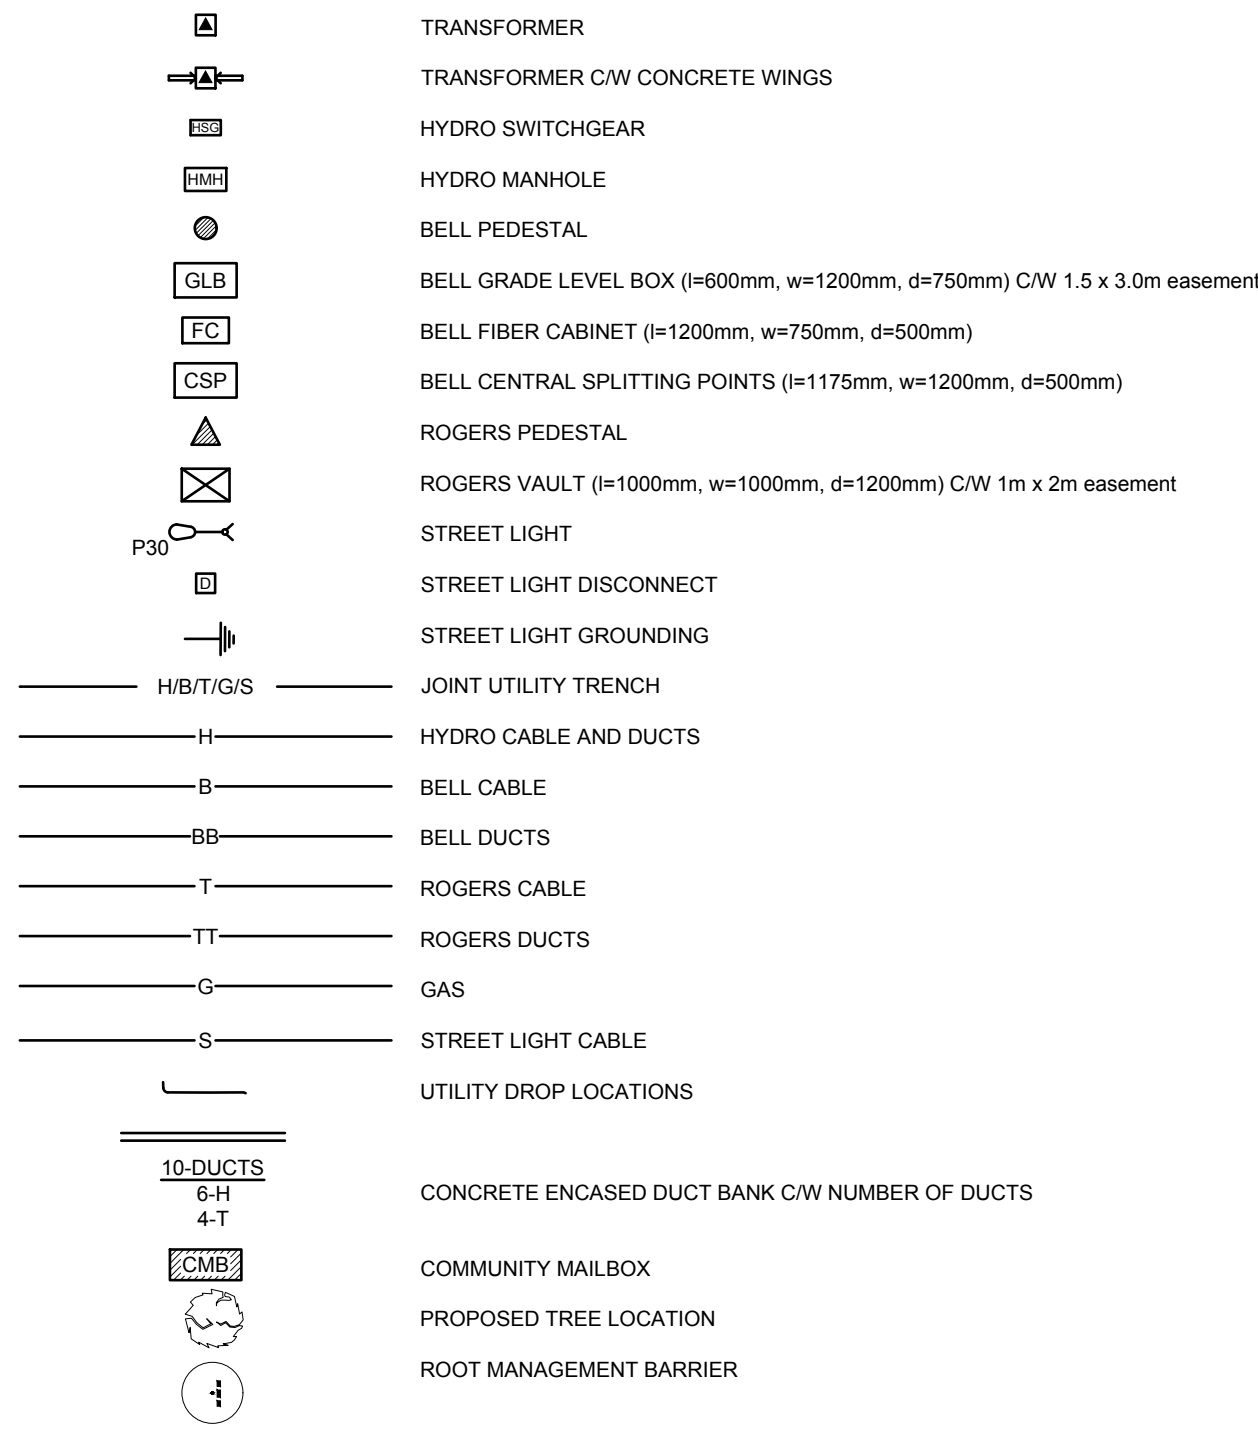 TRANSFORMER
TRANSFORMER C/W CONCRETE WINGS
HSG HYDRO SWITCHGEAR
HMH HYDRO MANHOLE
BELL PEDESTAL
GLB BELL GRADE LEVEL BOX (l=600mm, w=1200mm, d=750mm) C/W 1.5 x 3.0m easement
FC BELL FIBER CABINET (l=1200mm, w=750mm, d=500mm)
CSP BELL CENTRAL SPLITTING POINTS (l=1175mm, w=1200mm, d=500mm)
ROGERS PEDESTAL
ROGERS VAULT (l=1000mm, w=1000mm, d=1200mm) C/W 1m x 2m easement
P30 STREET LIGHT
D STREET LIGHT DISCONNECT
STREET LIGHT GROUNDING
H/B/T/G/S JOINT UTILITY TRENCH
H HYDRO CABLE AND DUCTS
B BELL CABLE
BB BELL DUCTS
T ROGERS CABLE
TT ROGERS DUCTS
G GAS
S STREET LIGHT CABLE
UTILITY DROP LOCATIONS
10-DUCTS
6-H CONCRETE ENCASED DUCT BANK C/W NUMBER OF DUCTS
4-T
CMB COMMUNITY MAILBOX
PROPOSED TREE LOCATION
ROOT MANAGEMENT BARRIER